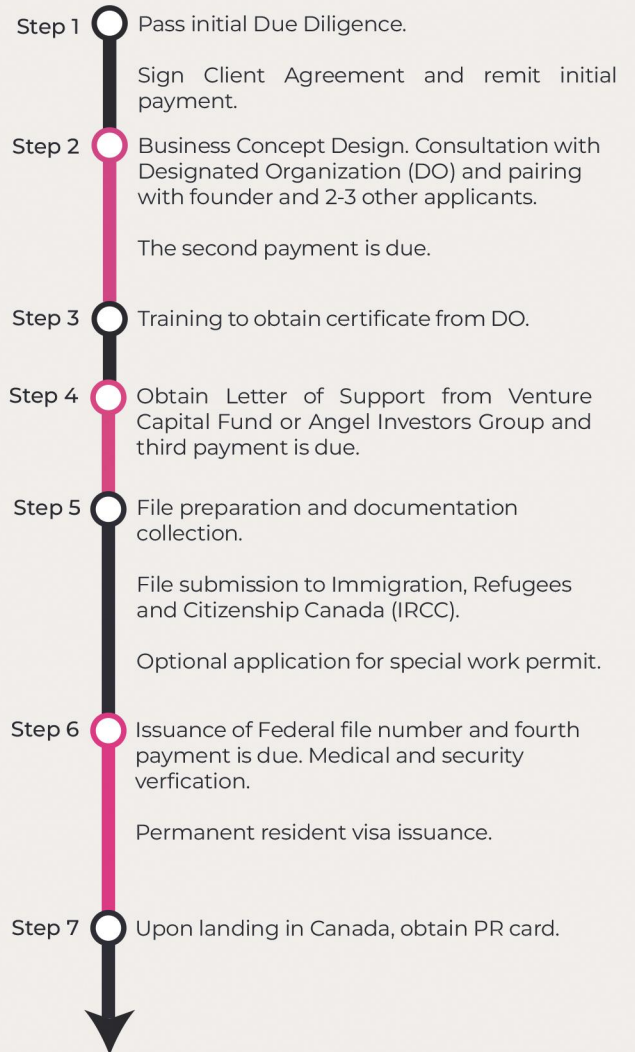 Step 1
Pass initial Due Diligence.
Sign Client Agreement and remit initial
payment.
Step 2
Business Concept Design. Consultation with
Designated Organization (DO) and pairing
with founder and 2-3 other applicants.
The second payment is due.
Step 3
Training to obtain certificate from DO.
Step 4
Obtain Letter of Support from Venture
Capital Fund or Angel Investors Group and
third payment is due.
Step 5
File preparation and documentation
collection.
File submission to Immigration, Refugees
and Citizenship Canada (IRCC).
Optional application for special work permit.
Step 6
Issuance of Federal file number and fourth
payment is due. Medical and security
verfication.
Permanent resident visa issuance.
Step 7
Upon landing in Canada, obtain PR card.